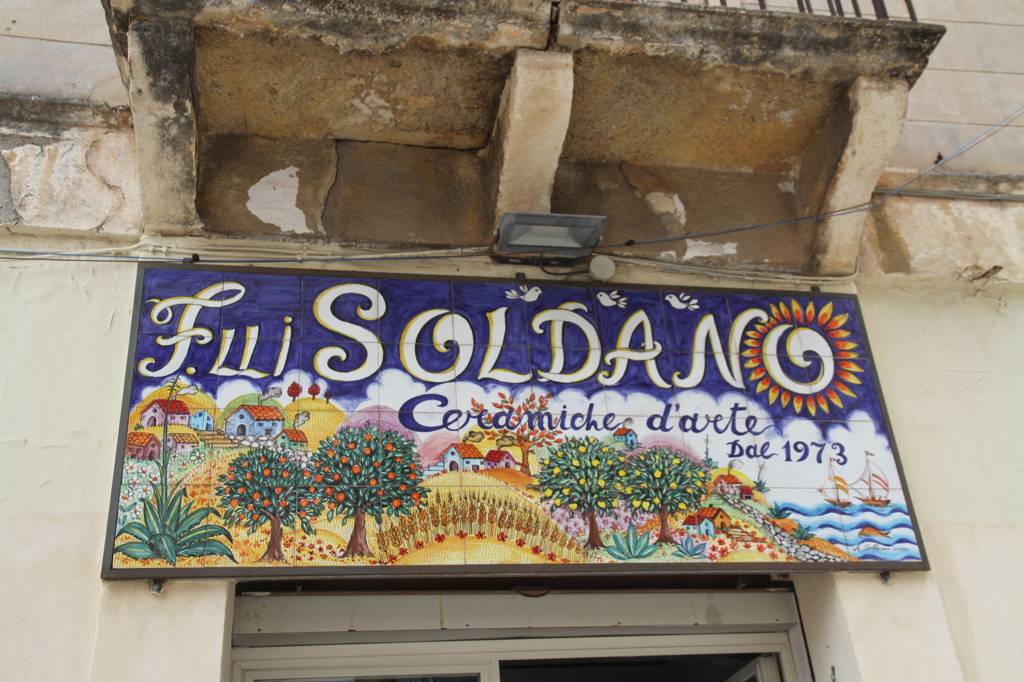 F.lli SOLDANO
Ceramiche d'arte
Dal 1973